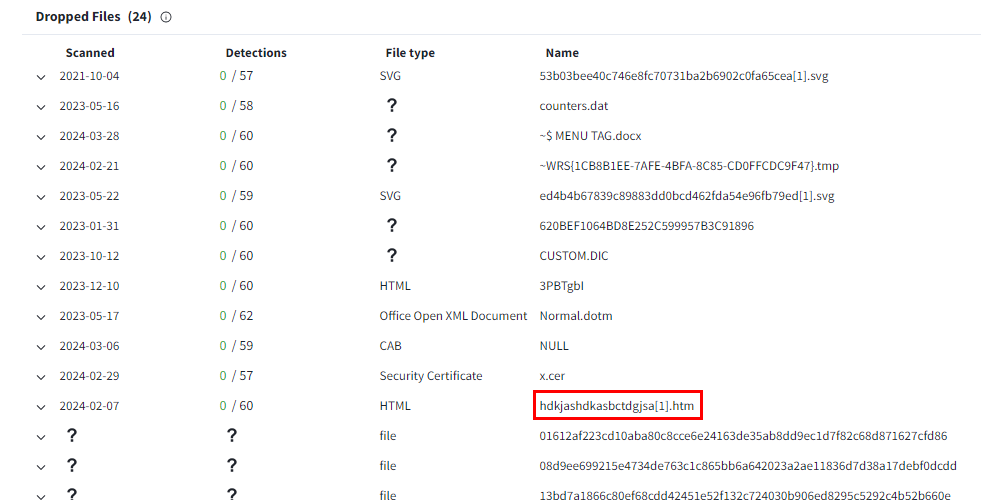 Dropped Files (24)
Scanned Detections File type Name
2021-10-04 0 / 57 SVG 53b03bee40c746e8fc70731ba2b6902c0fa65cea[1].svg
2023-05-16 0 / 58 ? counters.dat
2024-03-28 0 / 60 ? ~$ MENU TAG.docx
2024-02-21 0 / 60 ? ~WRS{1CB8B1EE-7AFE-4BFA-8C85-CD0FFCDC9F47}.tmp
2023-05-22 0 / 59 SVG ed4b4b67839c89883dd0bcd462fda54e96fb79ed[1].svg
2023-01-31 0 / 60 ? 620BEF1064BD8E252C599957B3C91896
2023-10-12 0 / 60 ? CUSTOM.DIC
2023-12-10 0 / 60 HTML 3PBTgbI
2023-05-17 0 / 62 Office Open XML Document Normal.dotm
2024-03-06 0 / 59 CAB NULL
2024-02-29 0 / 57 Security Certificate x.cer
2024-02-07 0 / 60 HTML hdkjashdkasbctdgjsa[1].htm
? ? file 01612af223cd10aba80c8cce6e24163de35ab8dd9ec1d7f82c68d871627cfd86
? ? file 08d9ee699215e4734de763c1c865bb6a642023a2ae11836d7d38a17debf0dcdd
? ? file 13bd7a1866c80ef68cdd42451e52f132c724030b906ed8295c5292c4b52b660e